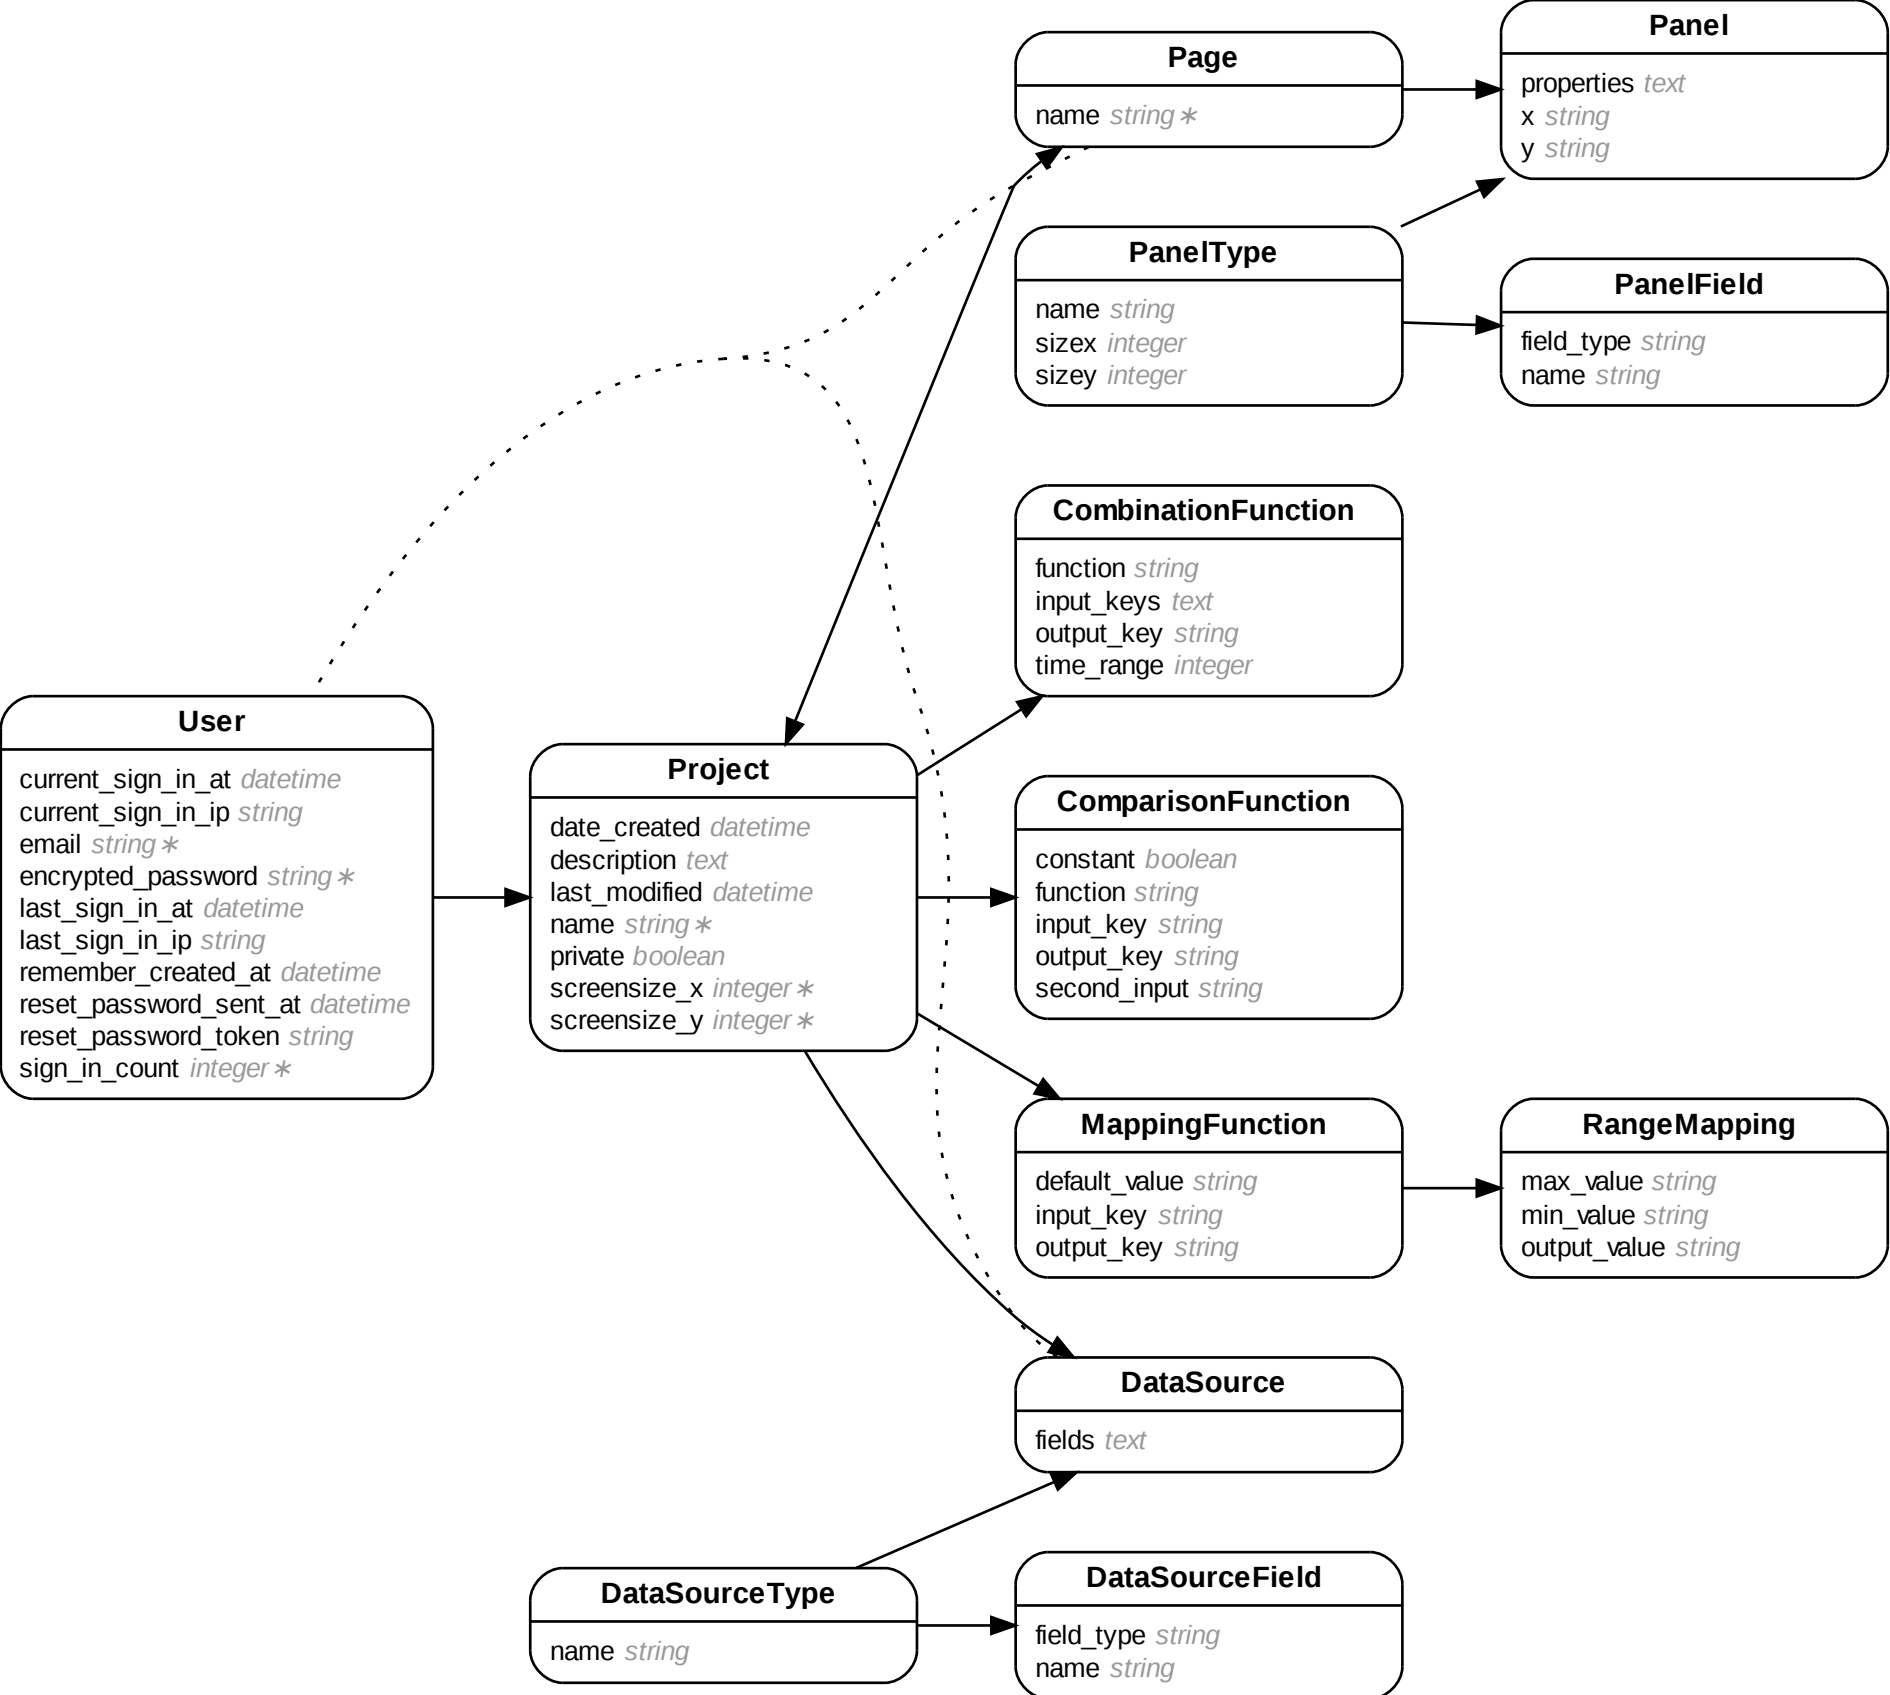 Panel
properties text
x string
y string
Page
name string∗
PanelType
name string
sizex integer
sizey integer
PanelField
field_type string
name string
CombinationFunction
function string
input_keys text
output_key string
time_range integer
User
current_sign_in_at datetime
current_sign_in_ip string
email string∗
encrypted_password string∗
last_sign_in_at datetime
last_sign_in_ip string
remember_created_at datetime
reset_password_sent_at datetime
reset_password_token string
sign_in_count integer∗
Project
date_created datetime
description text
last_modified datetime
name string∗
private boolean
screensize_x integer∗
screensize_y integer∗
ComparisonFunction
constant boolean
function string
input_key string
output_key string
second_input string
MappingFunction
default_value string
input_key string
output_key string
RangeMapping
max_value string
min_value string
output_value string
DataSource
fields text
DataSourceType
name string
DataSourceField
field_type string
name string